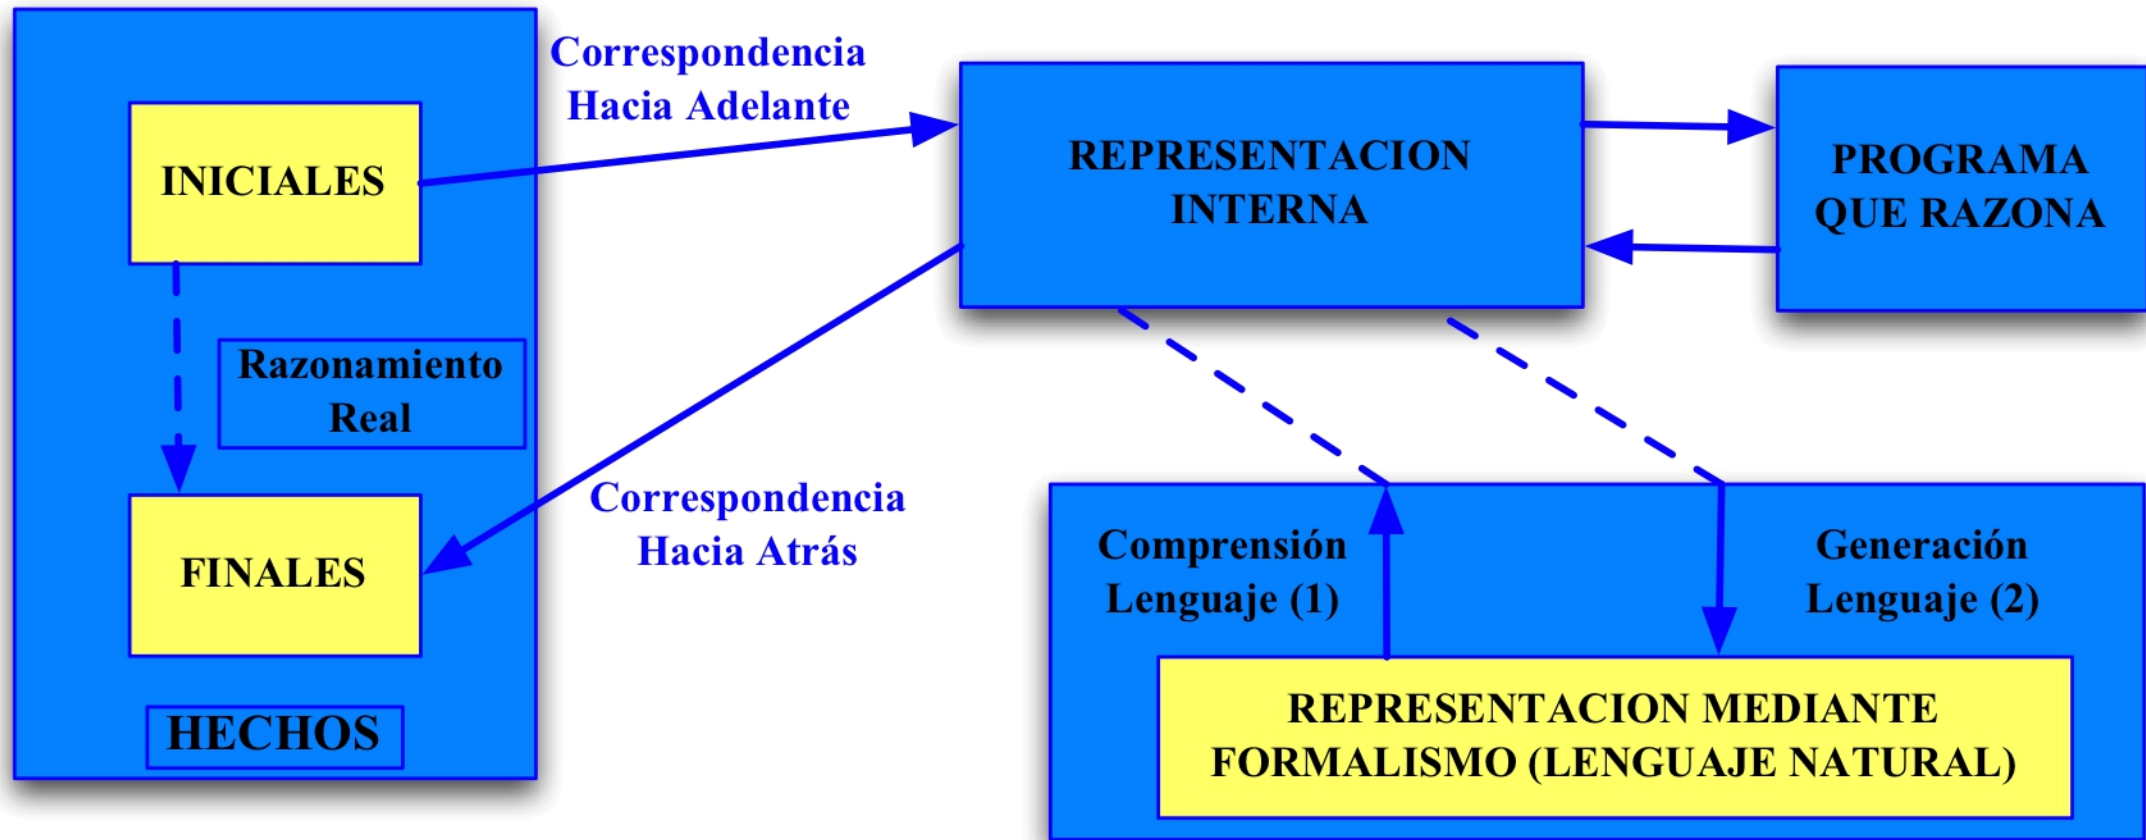 INICIALES
Razonamiento
Real
FINALES
HECHOS
Correspondencia
Hacia Adelante
Correspondencia
Hacia Atrás
REPRESENTACION
INTERNA
PROGRAMA
QUE RAZONA
Comprensión
Lenguaje (1)
Generación
Lenguaje (2)
REPRESENTACION MEDIANTE
FORMALISMO (LENGUAJE NATURAL)